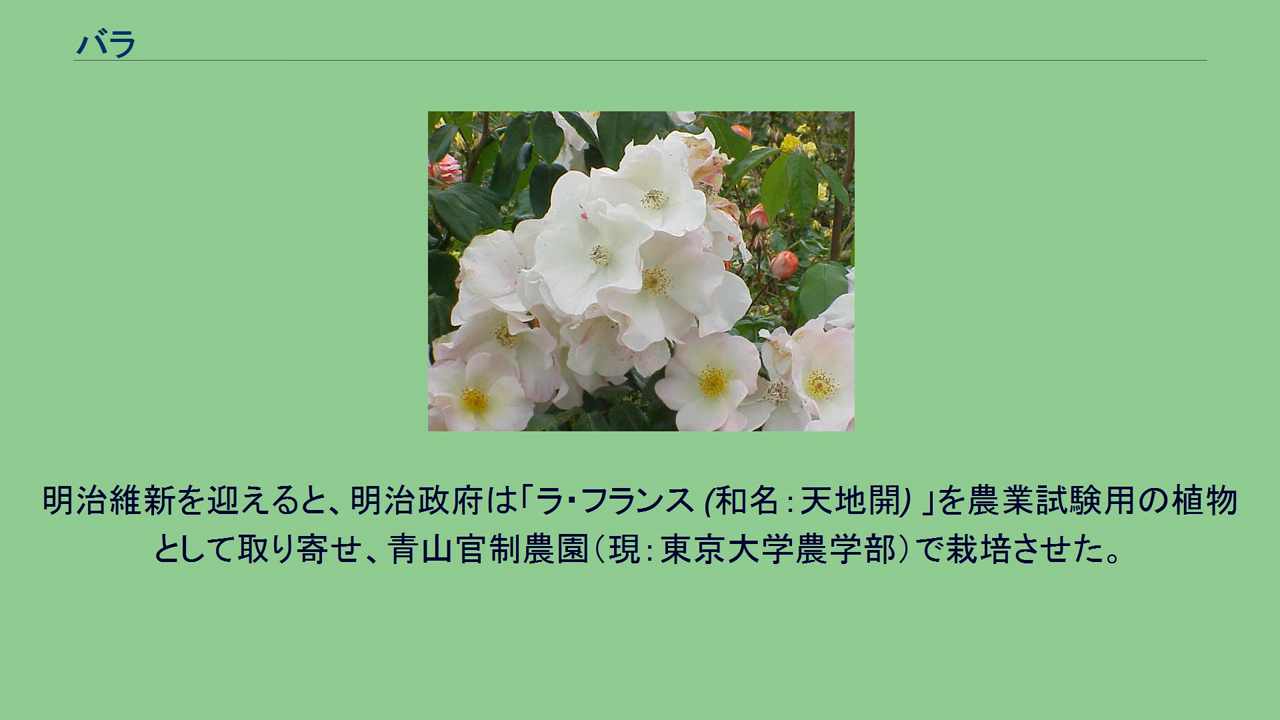 バラ
明治維新を迎えると、明治政府は「ラ・フランス (和名：天地開) 」を農業試験用の植物
として取り寄せ、青山官制農園（現：東京大学農学部）で栽培させた。